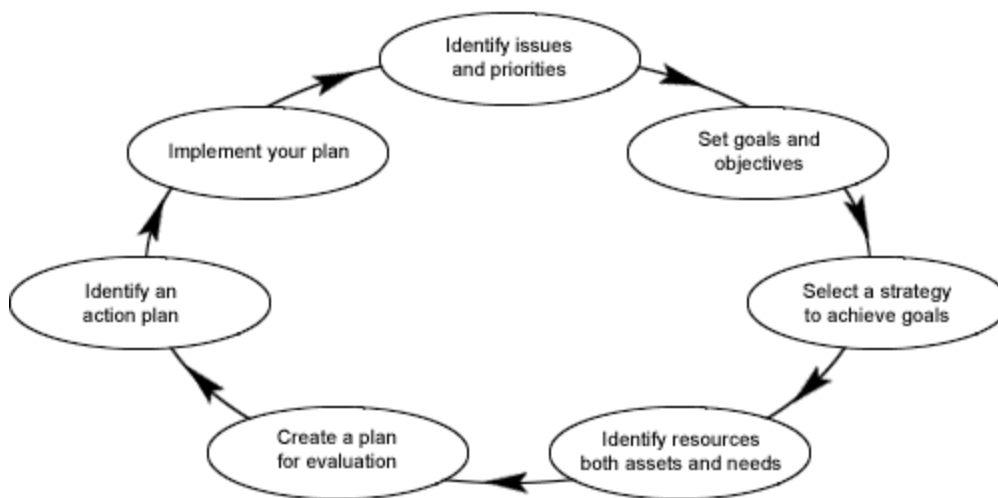 Identify issues
and priorities
Set goals and
objectives
Select a strategy
to achieve goals
Identify resources
both assets and needs
Create a plan
for evaluation
Identify an
action plan
Implement your plan